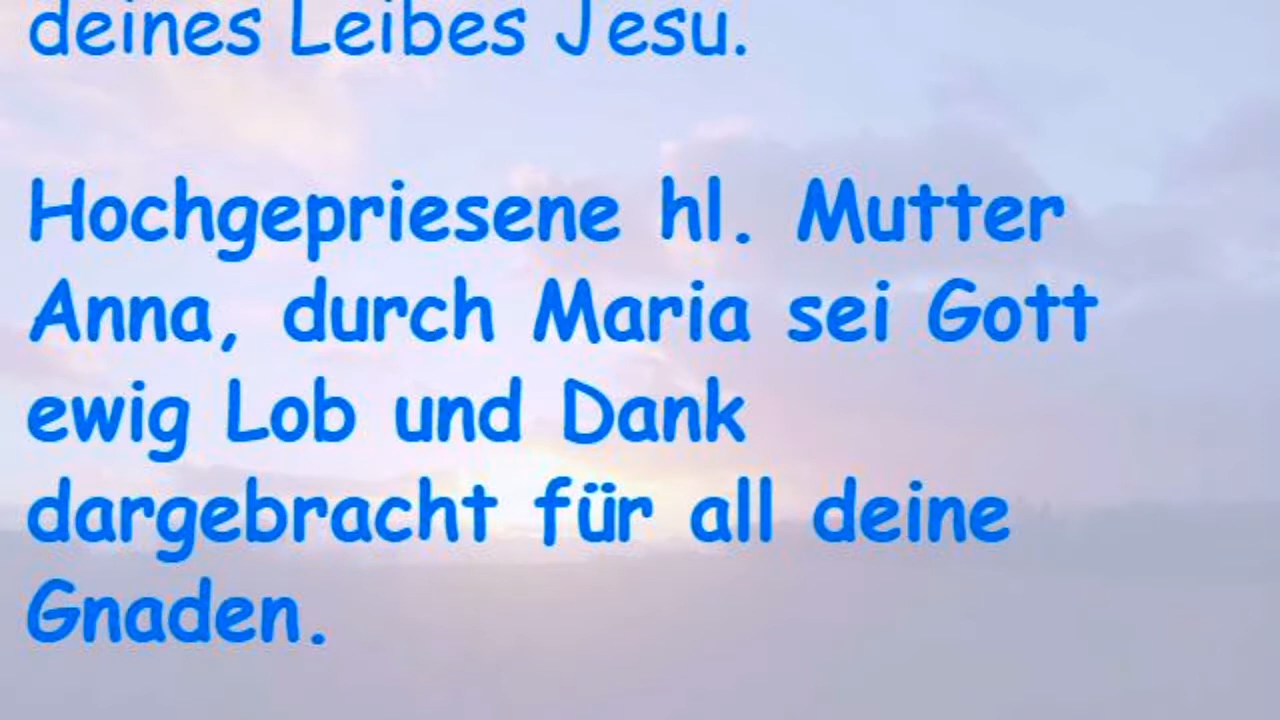 deines Leibes Jesu.
Hochgepriesene hl. Mutter
Anna, durch Maria sei Gott
ewig Lob und Dank
dargebracht für all deine
Gnaden.